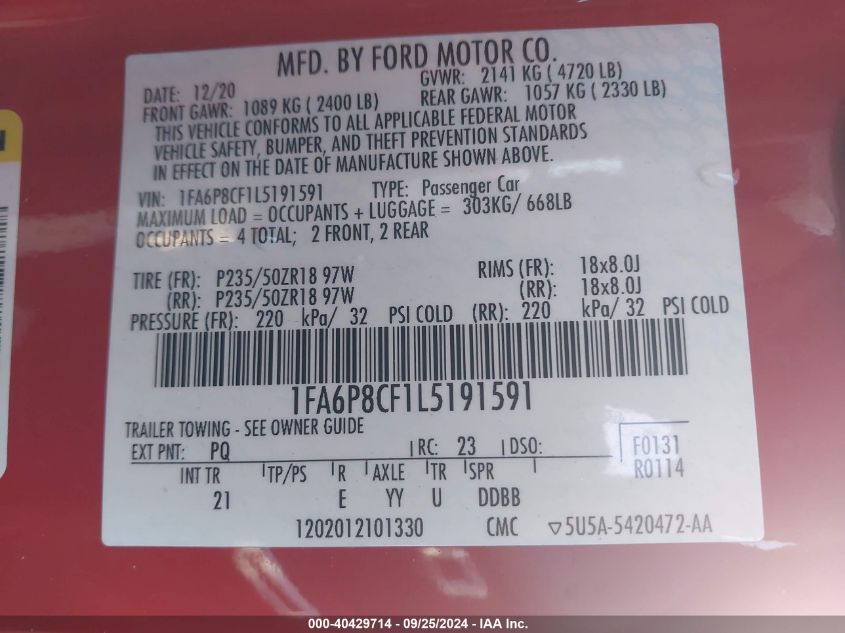 MFD. BY FORD MOTOR CO.
DATE: 12/20 GVWR: 2141 KG ( 4720 LB)
FRONT GAWR: 1089 KG ( 2400 LB) REAR GAWR: 1057 KG ( 2330 LB)
THIS VEHICLE CONFORMS TO ALL APPLICABLE FEDERAL MOTOR
VEHICLE SAFETY, BUMPER, AND THEFT PREVENTION STANDARDS
IN EFFECT ON THE DATE OF MANUFACTURE SHOWN ABOVE.
VIN: 1FA6P8CF1L5191591 TYPE: Passenger Car
MAXIMUM LOAD = OCCUPANTS + LUGGAGE = 303KG/ 668LB
OCCUPANTS = 4 TOTAL; 2 FRONT, 2 REAR
TIRE (FR): P235/50ZR18 97W RIMS (FR): 18x8.0J
(RR): P235/50ZR18 97W (RR): 18x8.0J
PRESSURE (FR): 220 kPa/ 32 PSI COLD (RR): 220 kPa/ 32 PSI COLD
1FA6P8CF1L5191591
TRAILER TOWING - SEE OWNER GUIDE
EXT PNT: PQ RC: 23 DSO: F0131
R0114
INT TR TP/PS R AXLE TR SPR
21 E YY U DDBB
1202012101330 CMC ▽5U5A-5420472-AA
000-40429714 - 09/25/2024 - IAA Inc.